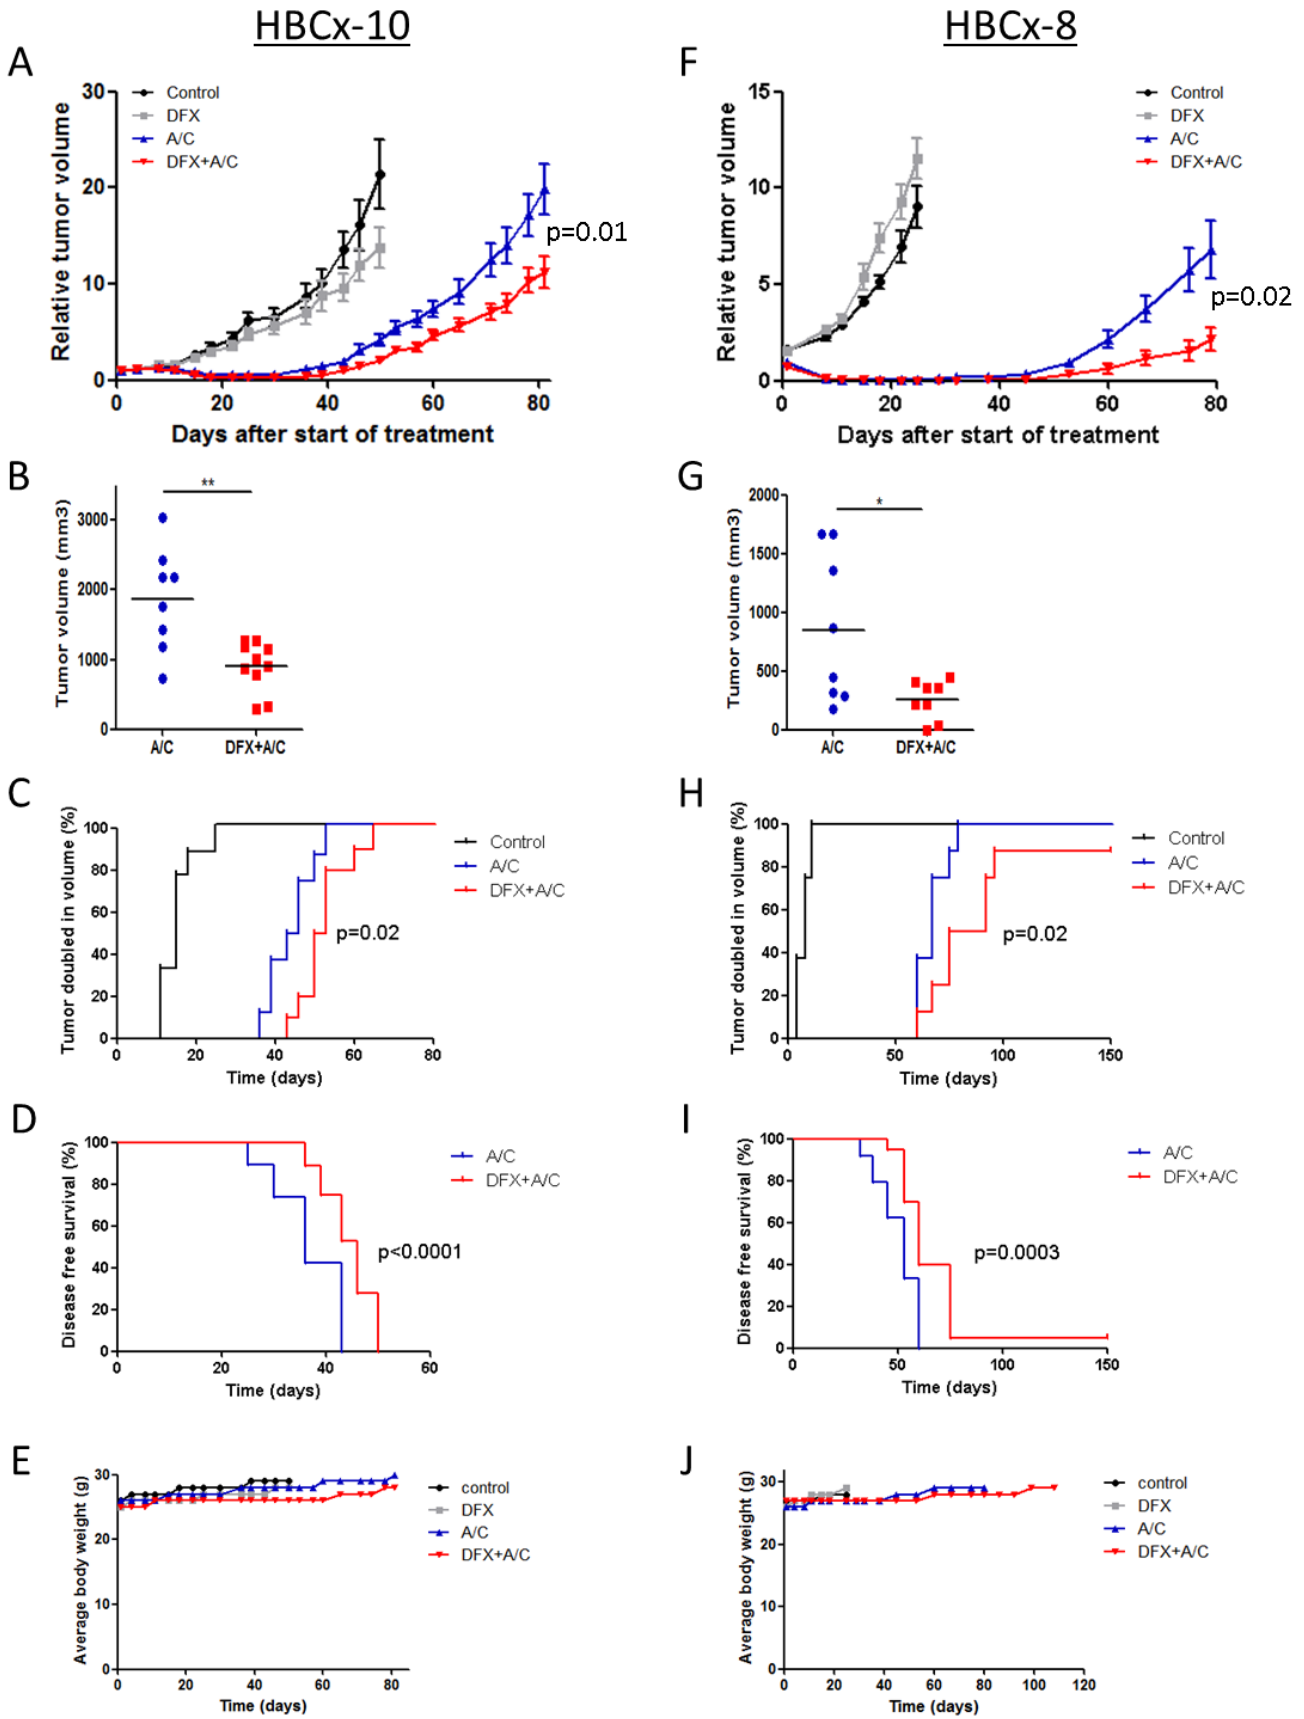 HBCx-10
HBCx-8
A
Relative tumor volume
30
20
10
0
Control
DFX
A/C
DFX+A/C
p=0.01
0 20 40 60 80
Days after start of treatment
F
Relative tumor volume
15
10
5
0
Control
DFX
A/C
DFX+A/C
p=0.02
0 20 40 60 80
Days after start of treatment
B
Tumor volume (mm3)
3000
2000
1000
0
**
A/C DFX+A/C
G
Tumor volume (mm3)
2000
1500
1000
500
0
*
A/C DFX+A/C
C
Tumor doubled in volume (%)
100
80
60
40
20
0
Control
A/C
DFX+A/C
p=0.02
0 20 40 60 80
Time (days)
H
Tumor doubled in volume (%)
100
80
60
40
20
0
Control
A/C
DFX+A/C
p=0.02
0 50 100 150
Time (days)
D
Disease free survival (%)
100
80
60
40
20
0
A/C
DFX+A/C
p<0.0001
0 20 40 60
Time (days)
I
Disease free survival (%)
100
80
60
40
20
0
A/C
DFX+A/C
p=0.0003
0 50 100 150
Time (days)
E
Average body weight (g)
30
20
10
0
control
DFX
A/C
DFX+A/C
0 20 40 60 80
Time (days)
J
Average body weight (g)
30
20
10
0
control
DFX
A/C
DFX+A/C
0 20 40 60 80 100 120
Time (days)